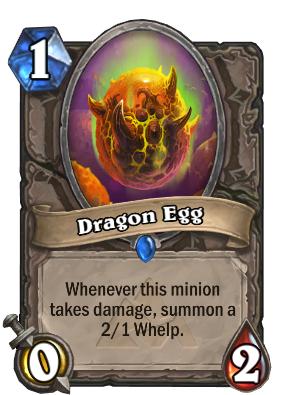 1
Dragon Egg
Whenever this minion
takes damage, summon a
2/1 Whelp.
0
2